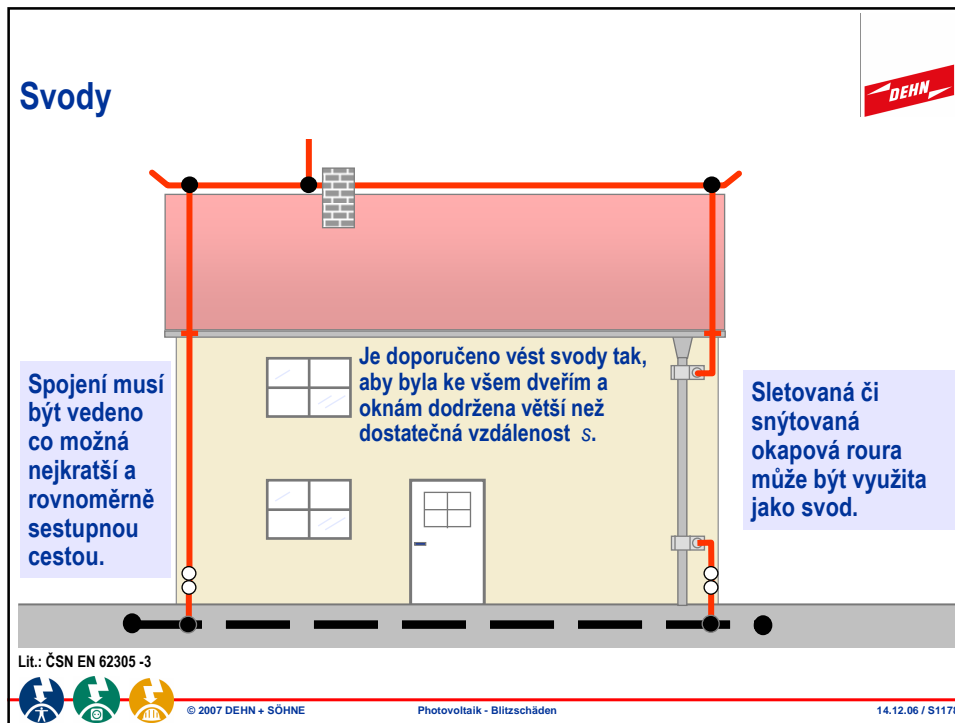 Svody
DEHN
Je doporučeno vést svody tak,
aby byla ke všem dveřím a
oknám dodržena větší než
dostatečná vzdálenost s.
Spojení musí
být vedeno
co možná
nejkratší a
rovnoměrně
sestupnou
cestou.
Sletovaná či
snýtovaná
okapová roura
může být využita
jako svod.
Lit.: ČSN EN 62305 -3
© 2007 DEHN + SÖHNE
Photovoltaik - Blitzschäden
14.12.06 / S1178